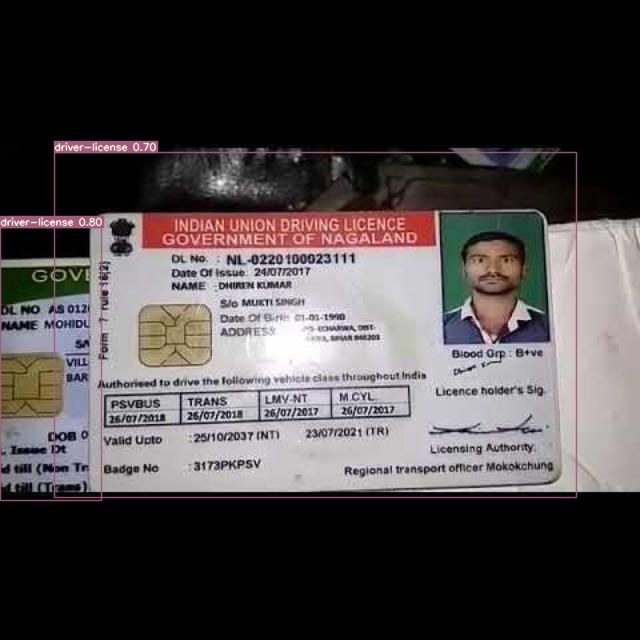 driver-license 0.70
driver-license 0.80
INDIAN UNION DRIVING LICENCE
GOVERNMENT OF NAGALAND
DL No. : NL-0220100023111
Date Of Issue: 24/07/2017
NAME : DHIREN KUMAR
S/o MUKTI SINGH
Date Of Birth 01-01-1990
ADDRESS
BIHAR
Form 7 rule 16(2)
Blood Grp : B+ve
Licence holder's Sig.
Authorised to drive the following vehicle class throughout India
PSVBUS TRANS LMV-NT M.CYL.
26/07/2018 26/07/2018 26/07/2017 26/07/2017
Valid Upto : 25/10/2037 (NT) 23/07/2021 (TR)
Licensing Authority.
Badge No : 3173PKPSV
Regional transport officer Mokokchung
GOVE
DL NO AS 012
NAME MOHIDU
VILL
BAR
DOB 0
. Issue Dt
d till (Non Tr
d till (Trans)